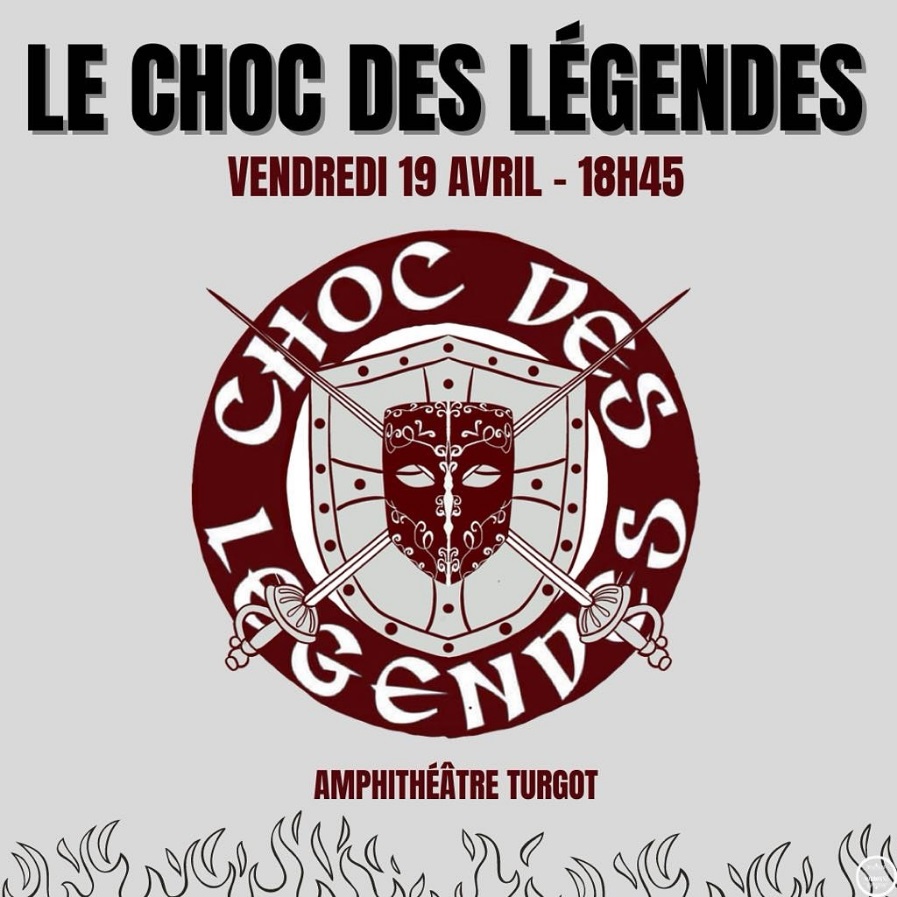 LE CHOC DES LÉGENDES
VENDREDI 19 AVRIL - 18H45
CHOC DES
LEGENDES
AMPHITHÉÂTRE TURGOT